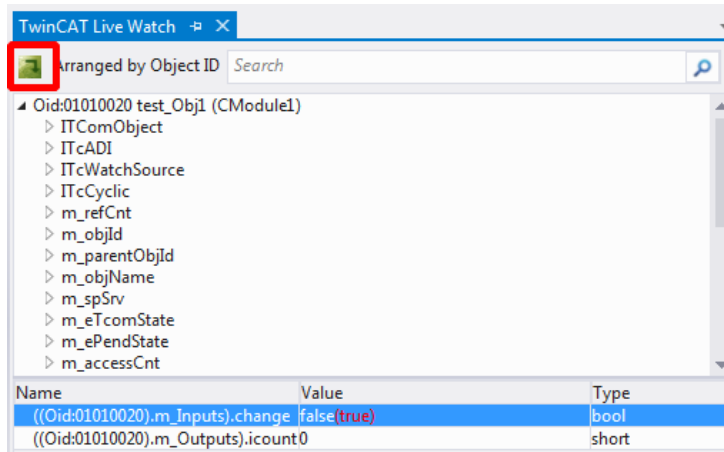 TwinCAT Live Watch
Arranged by Object ID Search
Oid:01010020 test_Obj1 (CModule1)
ITComObject
ITcADI
ITcWatchSource
ITcCyclic
m_refCnt
m_objId
m_parentObjId
m_objName
m_spSrv
m_eTcomState
m_ePendState
m_accessCnt
Name Value Type
((Oid:01010020).m_Inputs).change false(true) bool
((Oid:01010020).m_Outputs).icount 0 short